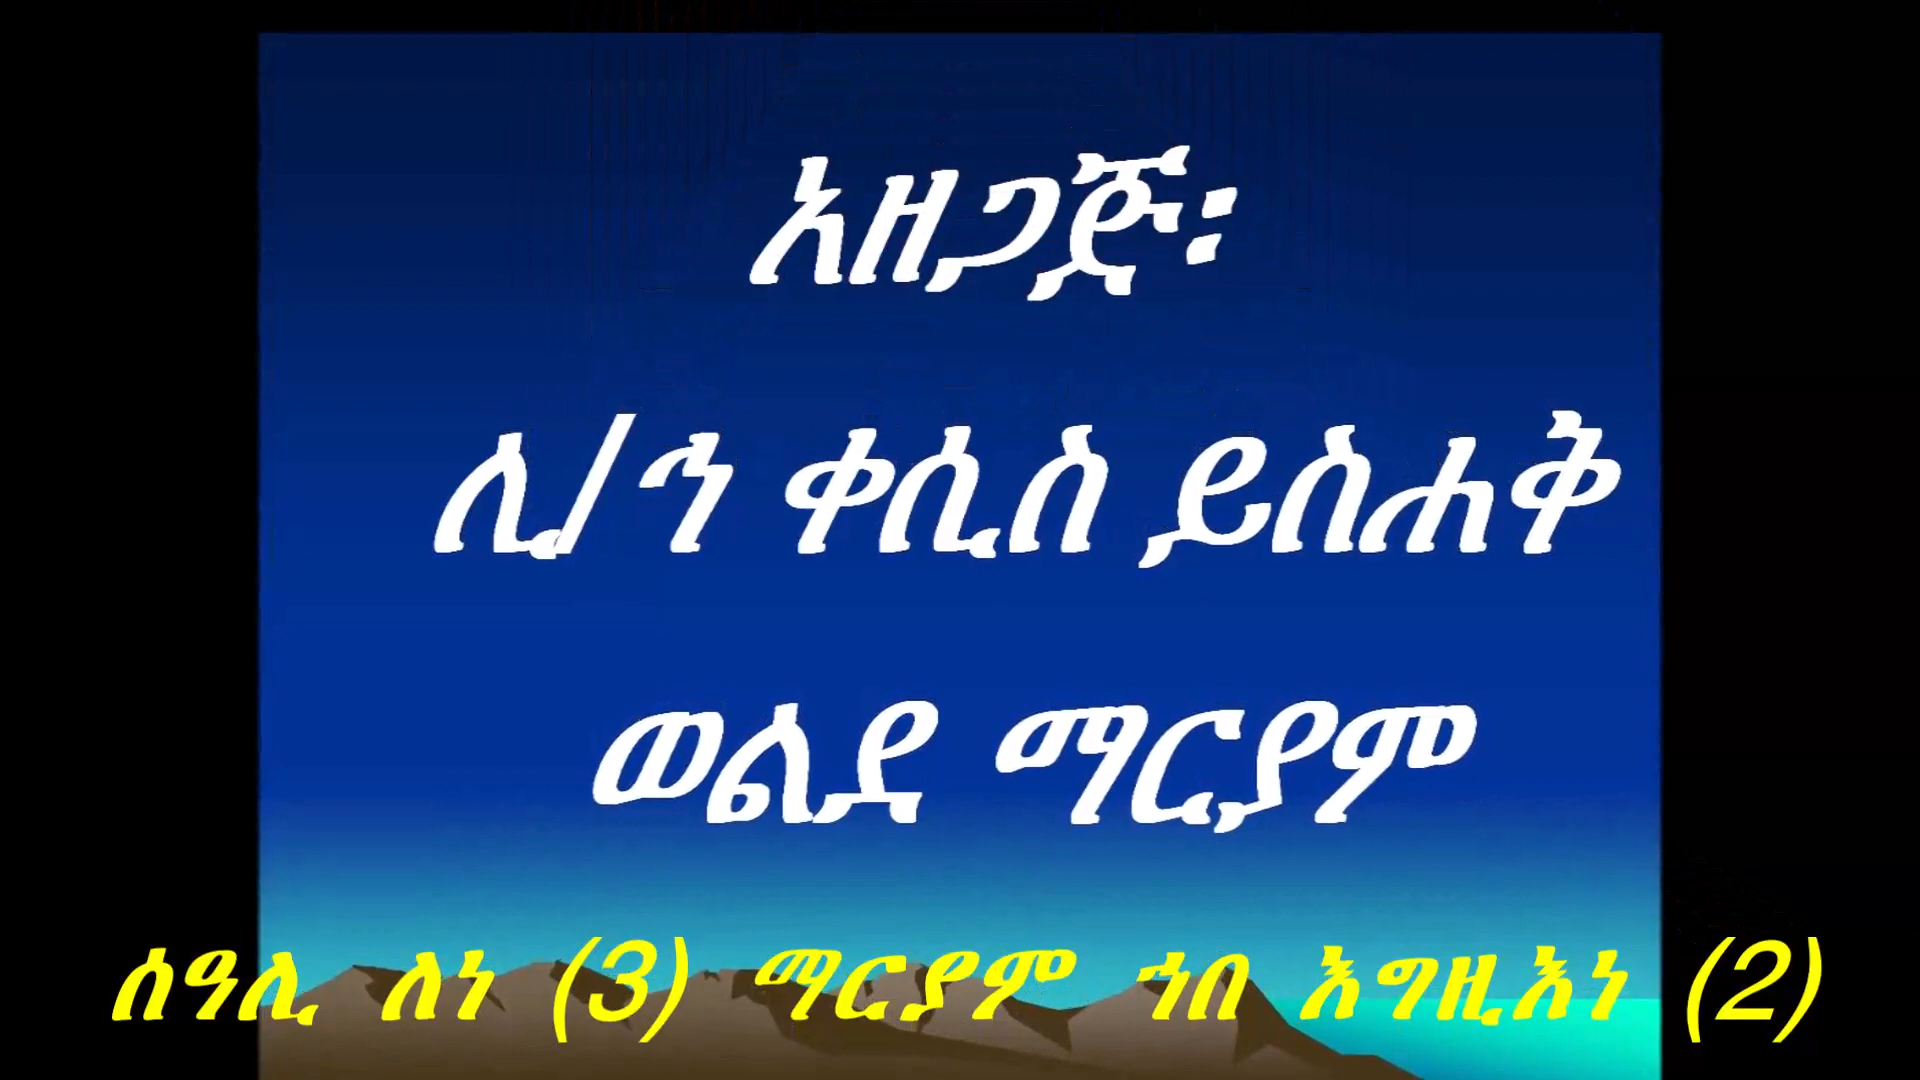 አዘጋጅ፡
ሊ/ኅ ቀሲስ ይስሐቅ
ወልደ ማርያም
ሰዓሊ ለነ (3) ማርያም ኀበ እግዚእነ (2)